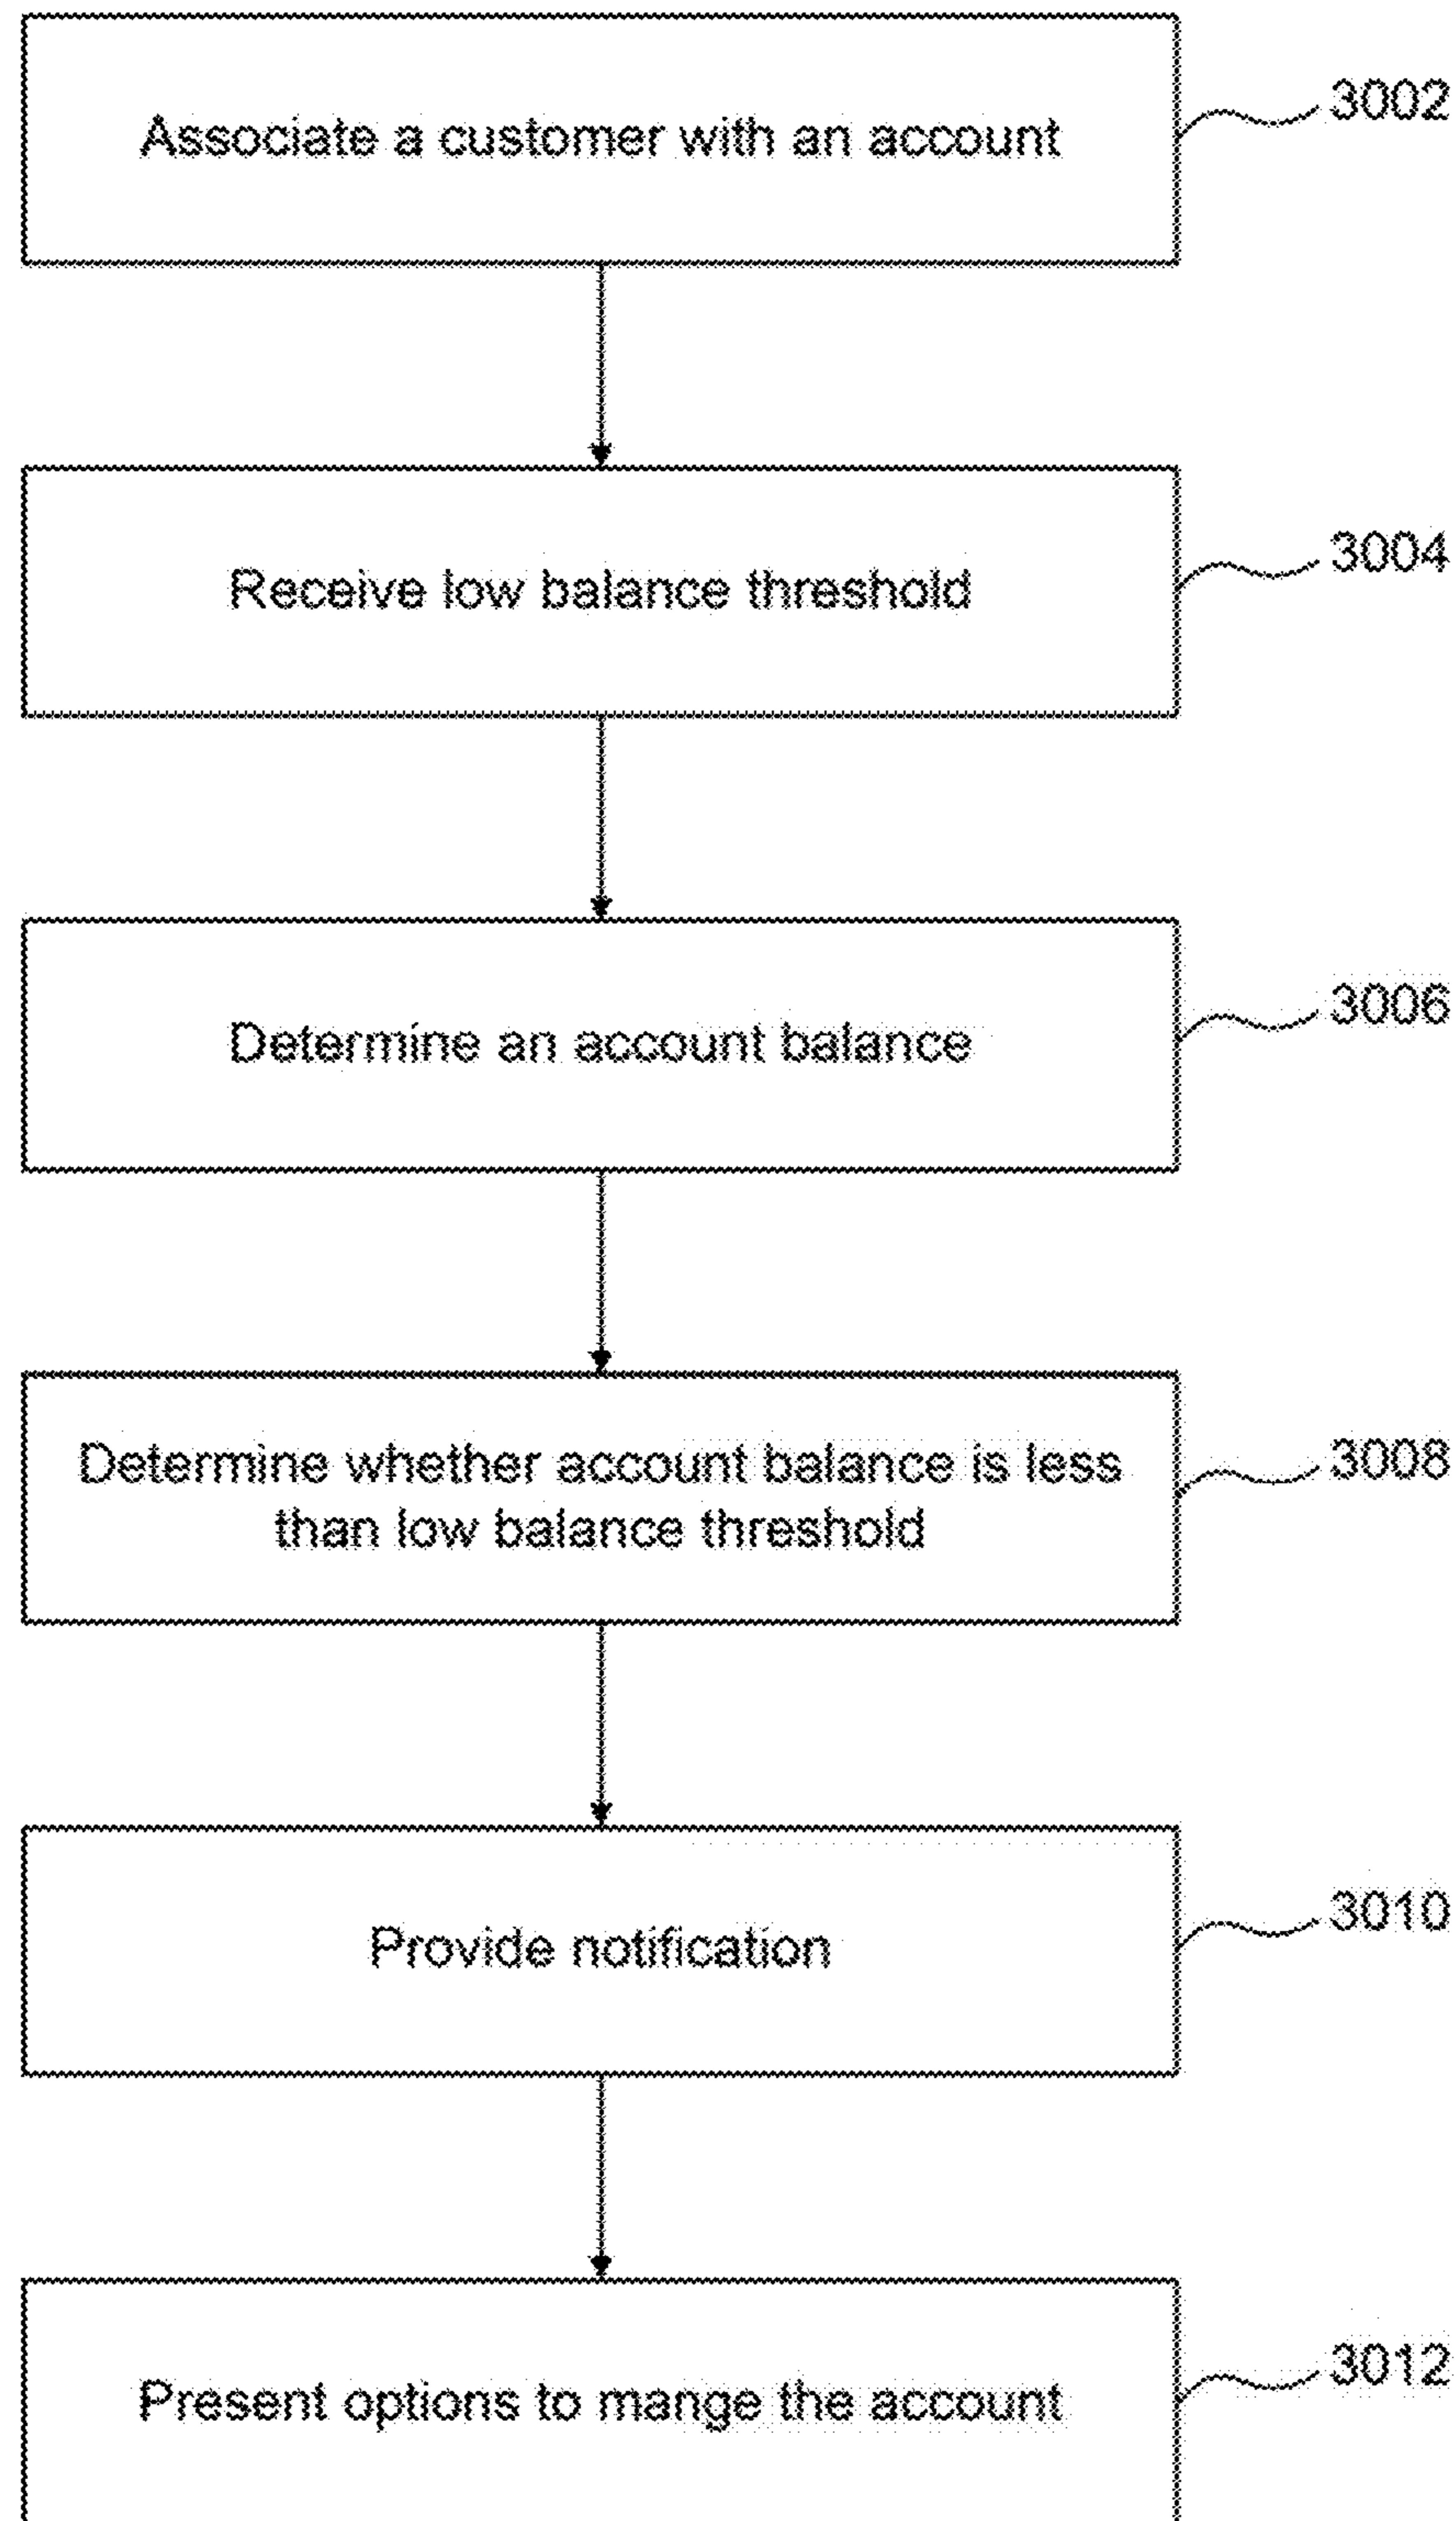 Associate a customer with an account
3002
Receive low balance threshold
3004
Determine an account balance
3006
Determine whether account balance is less
than low balance threshold
3008
Provide notification
3010
Present options to mange the account
3012